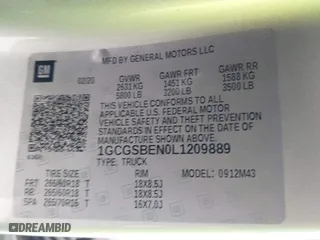 GM
MFD BY GENERAL MOTORS LLC
02/20 GVWR GAWR FRT GAWR RR
2631 KG 1451 KG 1588 KG
5800 LB 3200 LB 3500 LB
THIS VEHICLE CONFORMS TO ALL
APPLICABLE U.S. FEDERAL MOTOR
VEHICLE SAFETY AND THEFT PREVENTION
STANDARDS IN EFFECT ON THE DATE OF
MANUFACTURE SHOWN ABOVE.
1GCGSBEN0L1209889
TYPE: TRUCK
TIRE SIZE RIM MODEL: 0912M43
FRT 265/60R18 T 18X8.5J
RR 265/60R18 T 18X8.5J
SPA 265/70R16 T 16X7.0J
DREAMBID